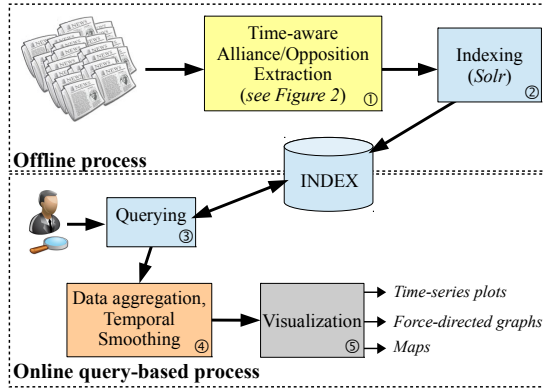 NEWS
Time-aware
Alliance/Opposition
Extraction
(see Figure 2) ①
Indexing
(Solr)
②
Offline process
INDEX
Querying
③
Data aggregation,
Temporal
Smoothing ④
Visualization
⑤
Time-series plots
Force-directed graphs
Maps
Online query-based process